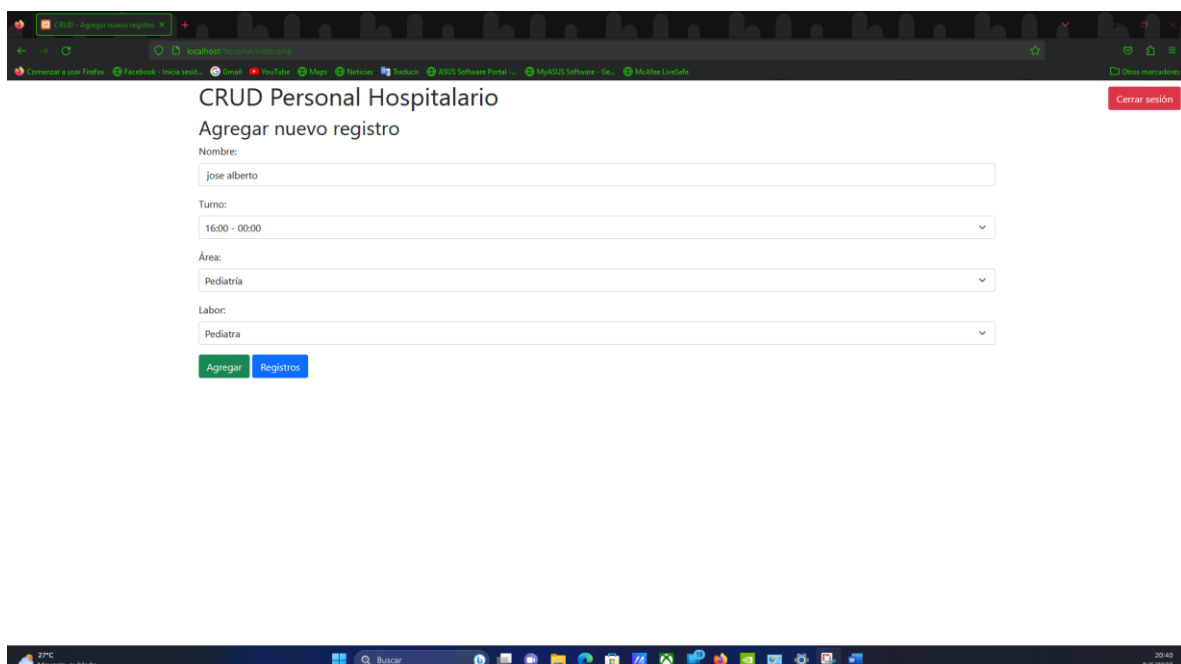 CRUD - Agregar nuevo registro
localhost/hospital/index.php
Comenzar a usar Firefox Facebook - Inicia sesió... Gmail YouTube Maps Noticias Traducir ASUS Software Portal -... MyASUS Software - Ge... McAfee LiveSafe Otros marcadores
CRUD Personal Hospitalario
Cerrar sesión
Agregar nuevo registro
Nombre:
jose alberto
Turno:
16:00 - 00:00
Área:
Pediatría
Labor:
Pediatra
Agregar Registros
27°C
Buscar
20:40